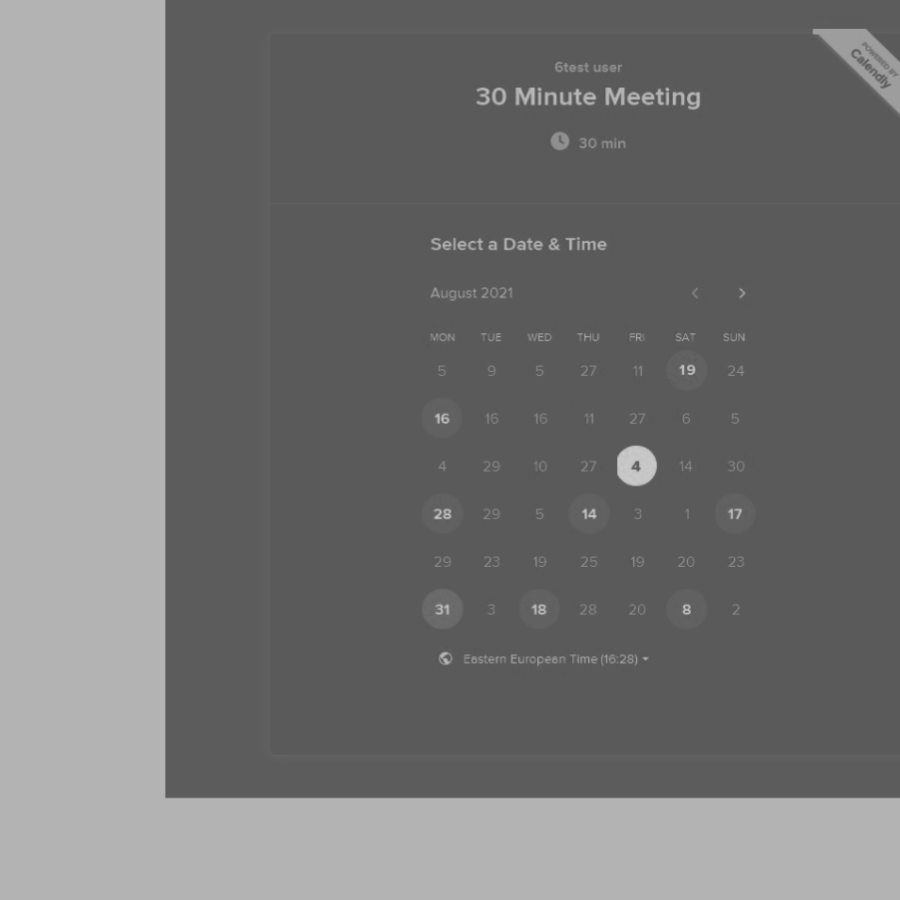 POWERED BY
Calendly
6test user
30 Minute Meeting
30 min
Select a Date & Time
August 2021
MON TUE WED THU FRI SAT SUN
5 9 5 27 11 19 24
16 16 16 11 27 6 5
4 29 10 27 4 14 30
28 29 5 14 3 1 17
29 23 19 25 19 20 23
31 3 18 28 20 8 2
Eastern European Time (16:28)